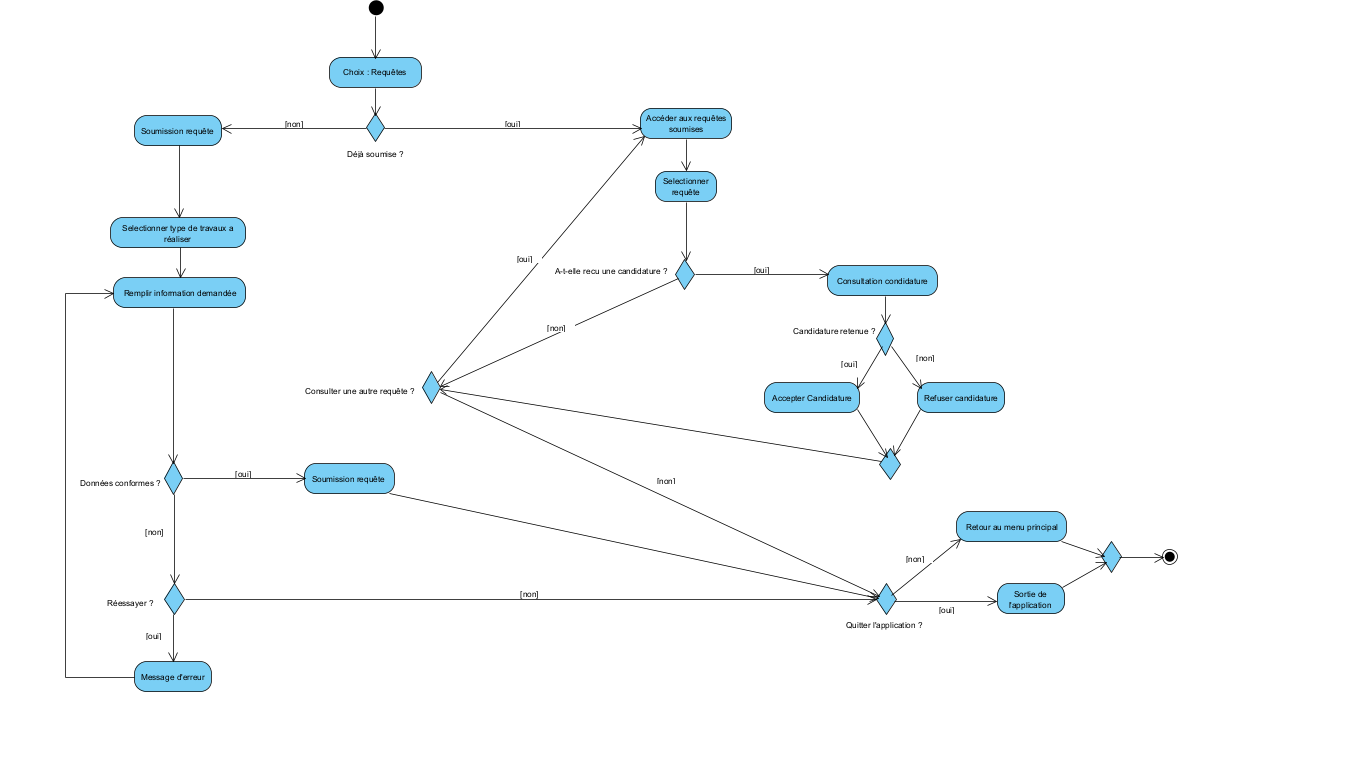 Choix : Requêtes
Soumission requête
[non]
[oui]
Accéder aux requêtes
soumises
Déjà soumise ?
Selectionner
requête
Selectionner type de travaux a
réaliser
[oui]
A-t-elle recu une candidature ?
[oui]
Consultation condidature
Remplir information demandée
[non]
Candidature retenue ?
[oui]
[non]
Consulter une autre requête ?
Accepter Candidature
Refuser candidature
Données conformes ?
[oui]
Soumission requête
[non]
[non]
Retour au menu principal
[non]
Réessayer ?
[non]
Sortie de
l'application
[oui]
Quitter l'application ?
[oui]
Message d'erreur